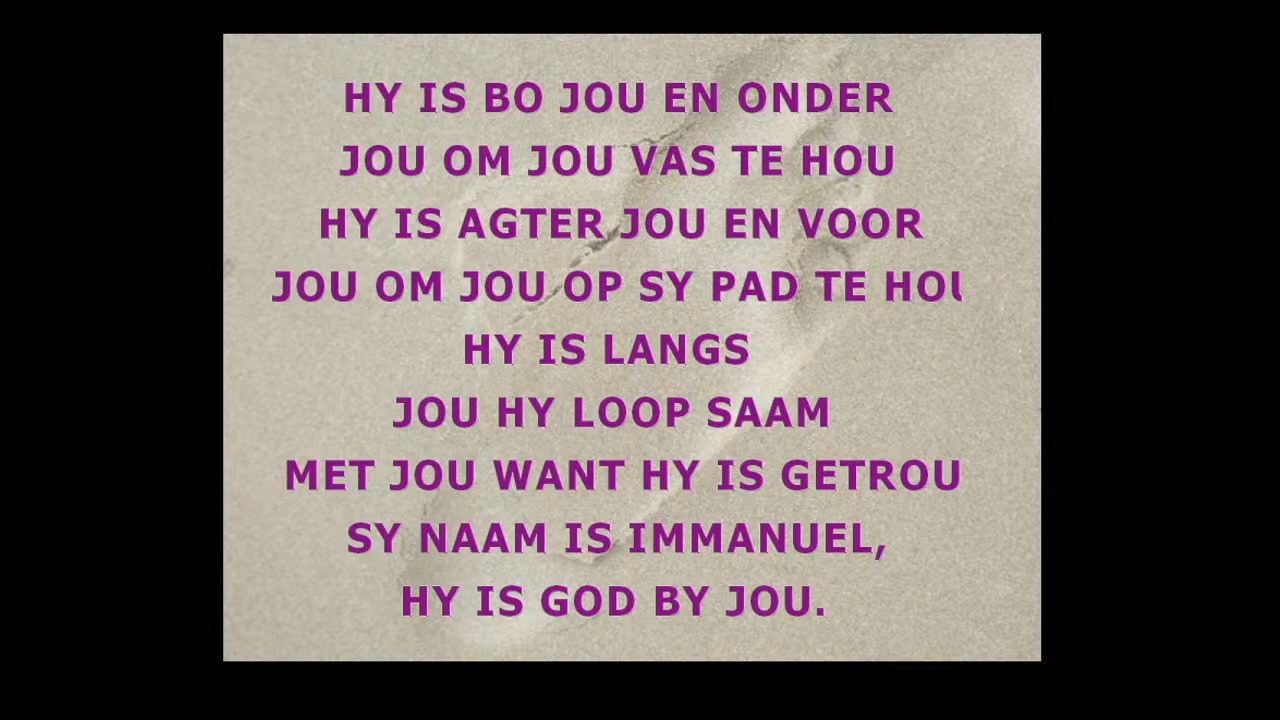 HY IS BO JOU EN ONDER
JOU OM JOU VAS TE HOU
HY IS AGTER JOU EN VOOR
JOU OM JOU OP SY PAD TE HOU
HY IS LANGS
JOU HY LOOP SAAM
MET JOU WANT HY IS GETROU
SY NAAM IS IMMANUEL,
HY IS GOD BY JOU.